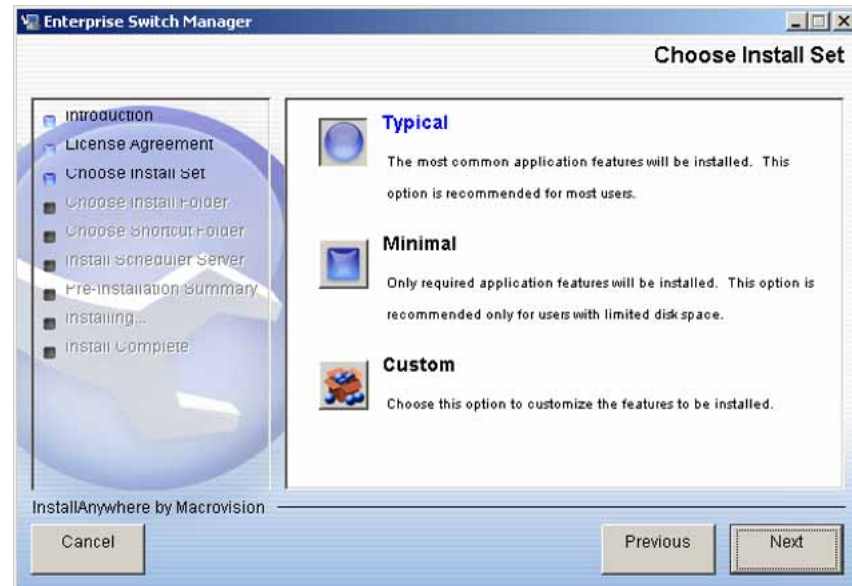 Enterprise Switch Manager
Choose Install Set
Introduction
License Agreement
Choose Install Set
Choose Install Folder
Choose Shortcut Folder
Install Scheduler Server
Pre-Installation Summary
Installing...
Install Complete
Typical
The most common application features will be installed. This
option is recommended for most users.
Minimal
Only required application features will be installed. This option is
recommended only for users with limited disk space.
Custom
Choose this option to customize the features to be installed.
InstallAnywhere by Macrovision
Cancel
Previous
Next